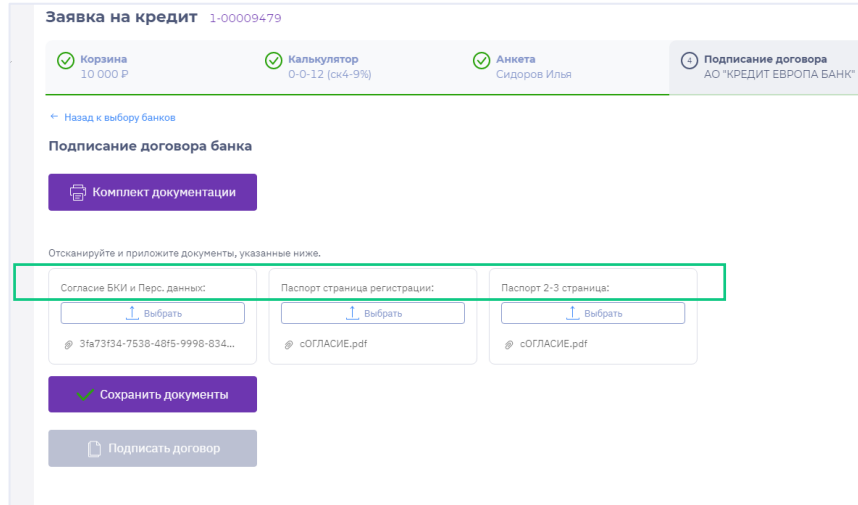 Заявка на кредит 1-00009479
Корзина
10 000 ₽
Калькулятор
0-0-12 (ск4-9%)
Анкета
Сидоров Илья
4 Подписание договора
АО "КРЕДИТ ЕВРОПА БАНК"
← Назад к выбору банков
Подписание договора банка
Комплект документации
Отсканируйте и приложите документы, указанные ниже.
Согласие БКИ и Перс. данных:
Выбрать
3fa73f34-7538-48f5-9998-834...
Паспорт страница регистрации:
Выбрать
сОГЛАСИЕ.pdf
Паспорт 2-3 страница:
Выбрать
сОГЛАСИЕ.pdf
Сохранить документы
Подписать договор